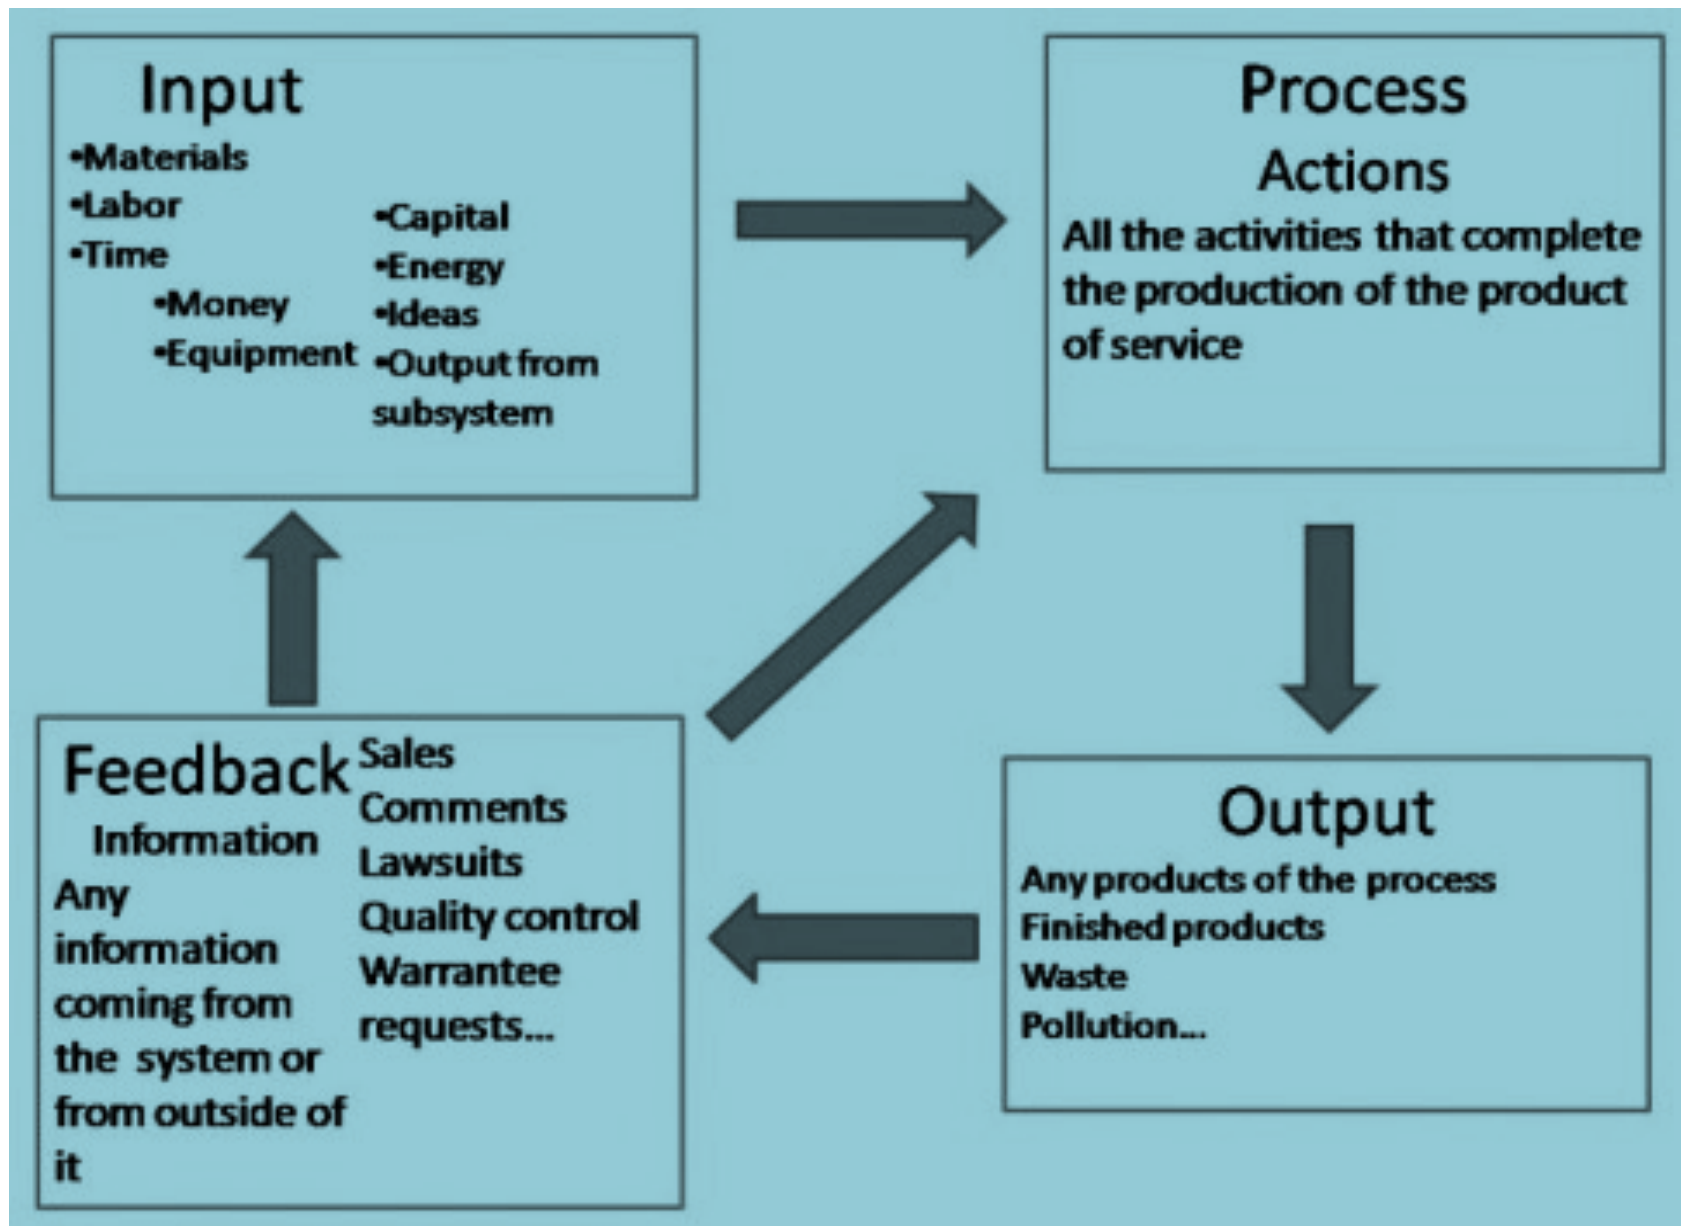 Input
•Materials
•Labor
•Time
•Money
•Equipment
•Capital
•Energy
•Ideas
•Output from
subsystem
Process
Actions
All the activities that complete
the production of the product
of service
Feedback
Information
Any
information
coming from
the system or
from outside of
it
Sales
Comments
Lawsuits
Quality control
Warrantee
requests...
Output
Any products of the process
Finished products
Waste
Pollution...